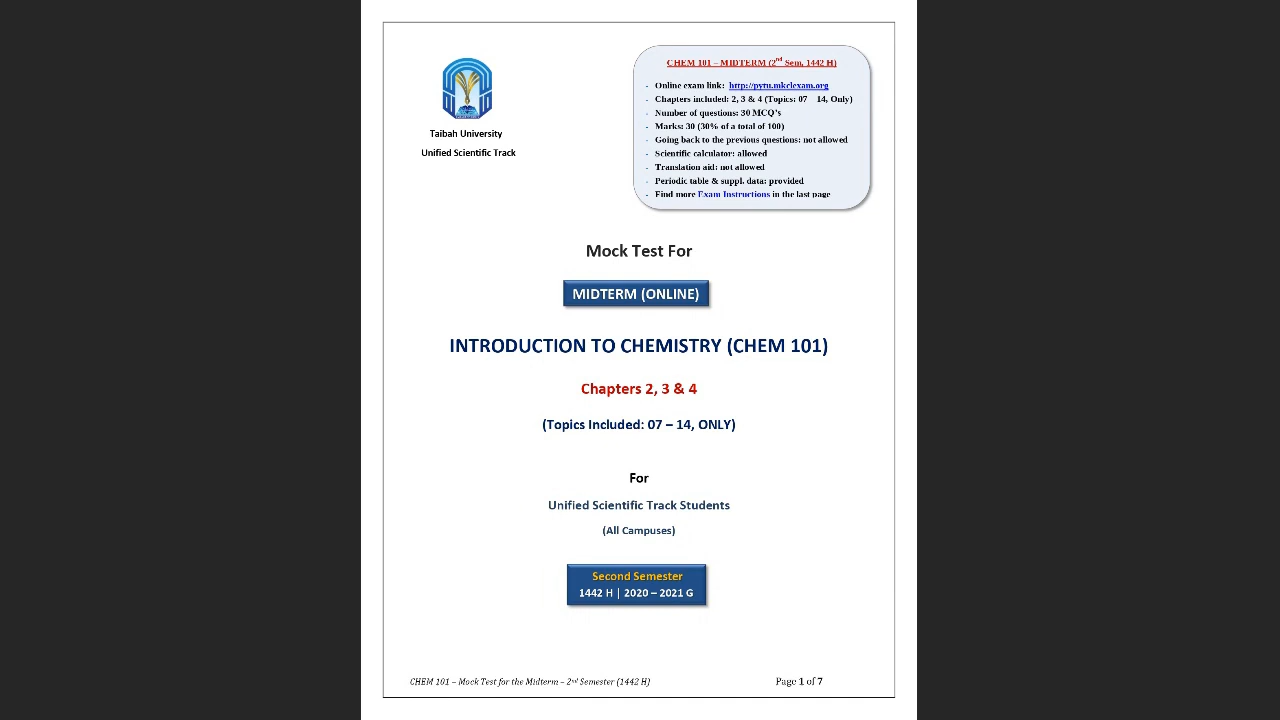 Taibah University
Unified Scientific Track
CHEM 101 – MIDTERM (2nd Sem, 1442 H)
- Online exam link: http://pytu.mkclexam.org
- Chapters included: 2, 3 & 4 (Topics: 07 14, Only)
- Number of questions: 30 MCQ's
- Marks: 30 (30% of a total of 100)
- Going back to the previous questions: not allowed
- Scientific calculator: allowed
- Translation aid: not allowed
- Periodic table & suppl. data: provided
- Find more Exam Instructions in the last page
Mock Test For
MIDTERM (ONLINE)
INTRODUCTION TO CHEMISTRY (CHEM 101)
Chapters 2, 3 & 4
(Topics Included: 07 – 14, ONLY)
For
Unified Scientific Track Students
(All Campuses)
Second Semester
1442 H | 2020 – 2021 G
CHEM 101 – Mock Test for the Midterm – 2nd Semester (1442 H) Page 1 of 7